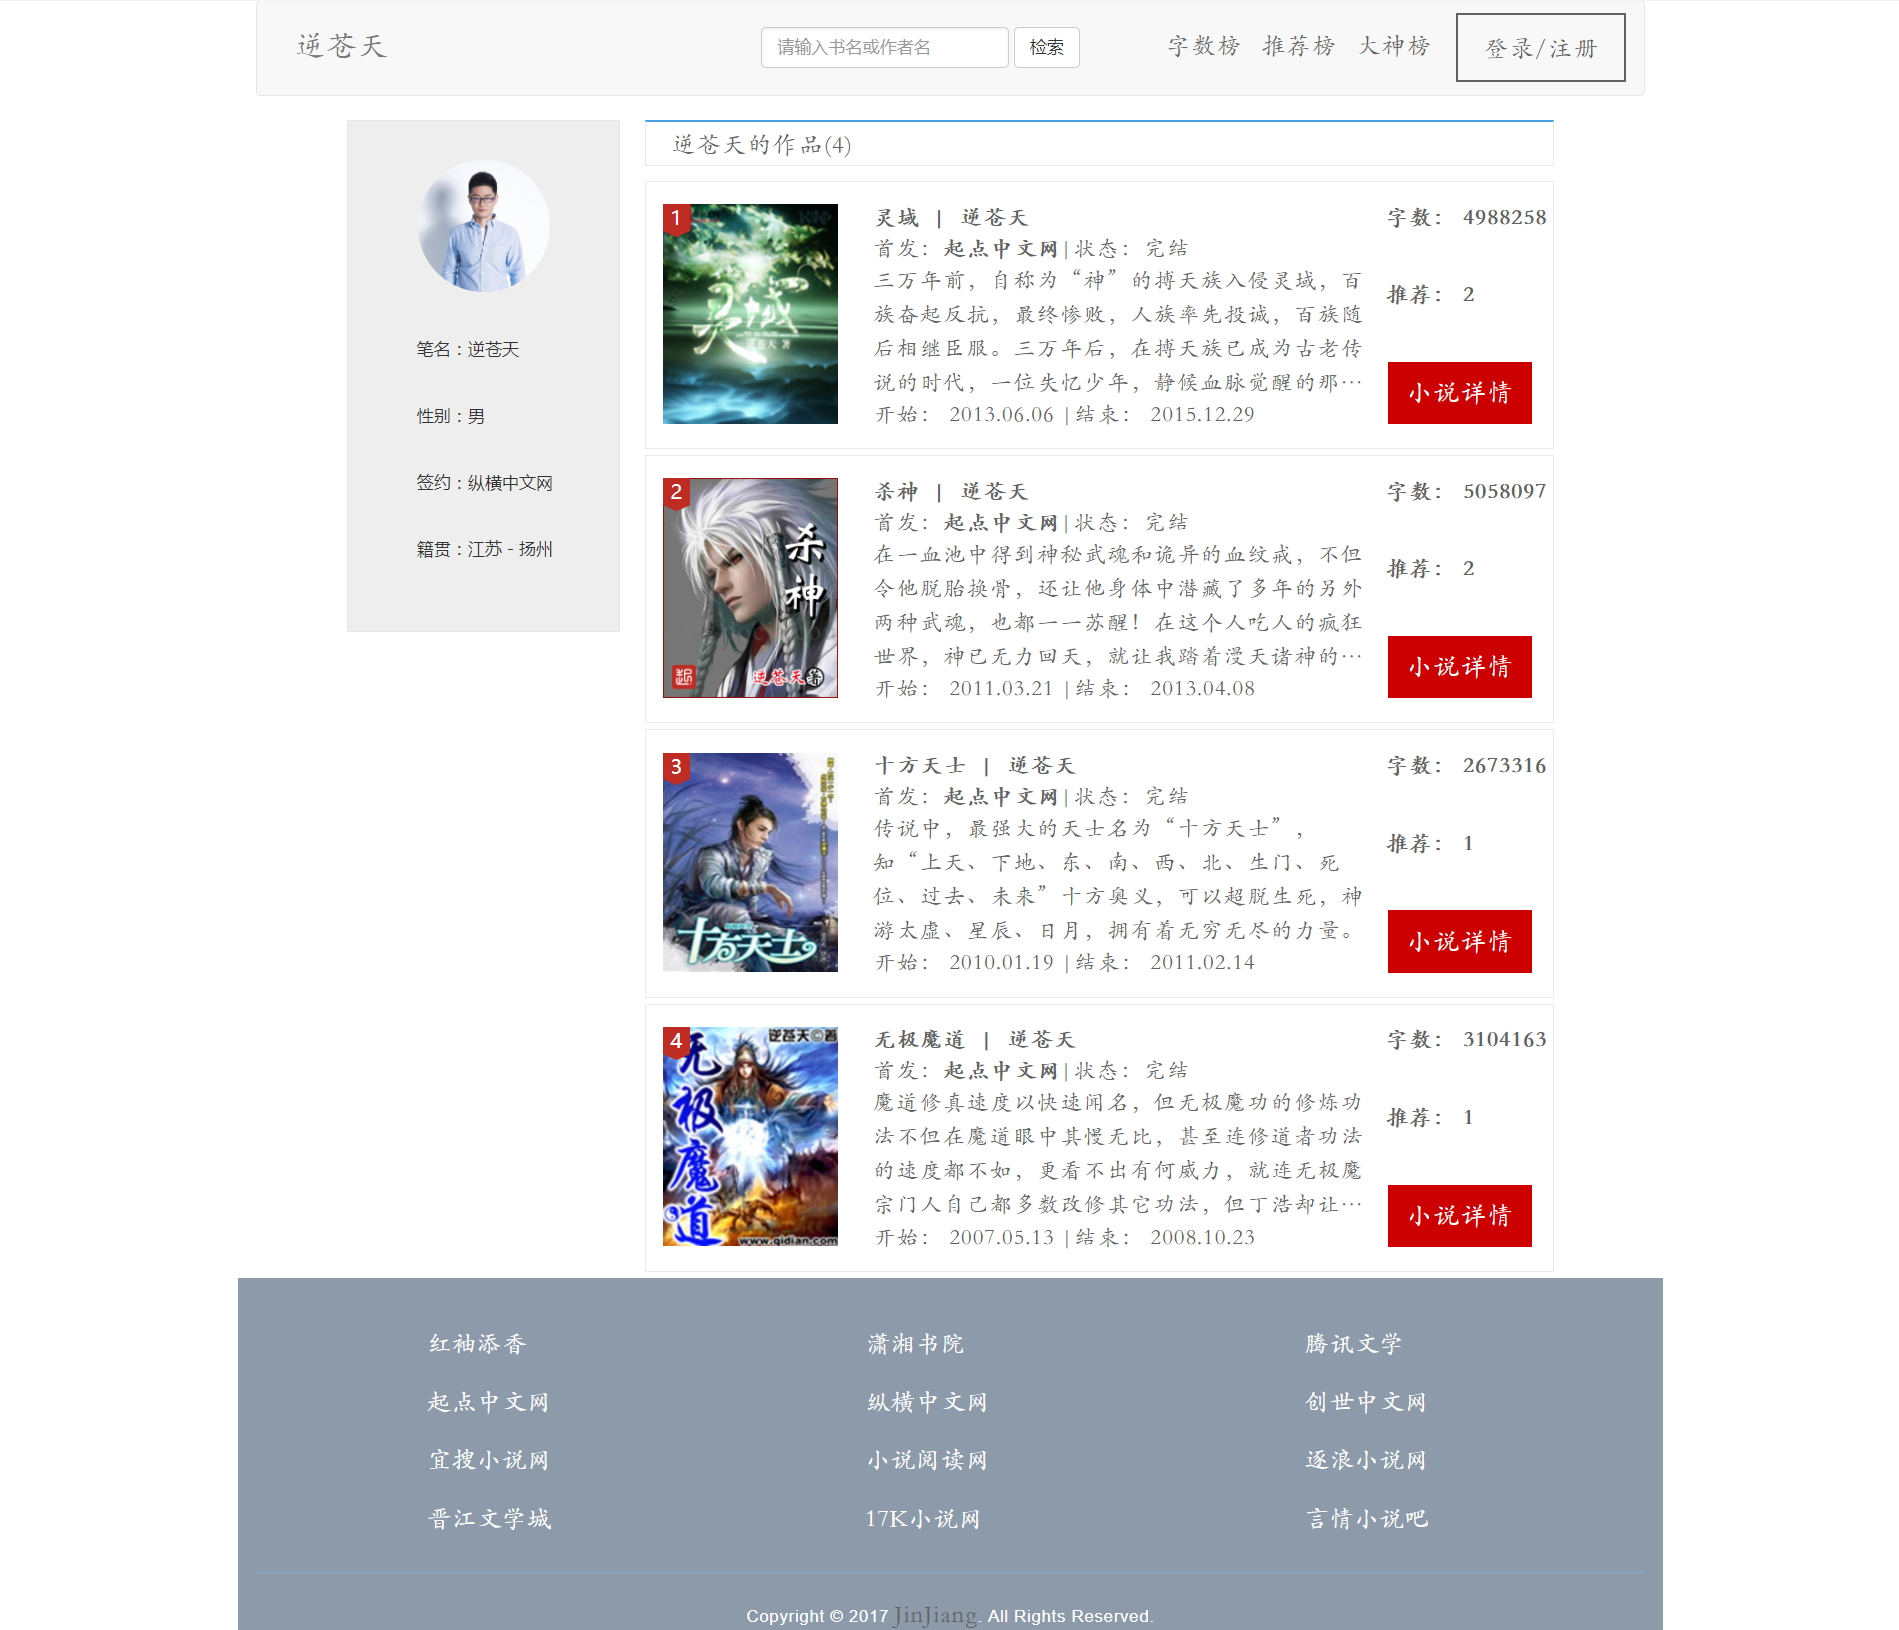 逆苍天
请输入书名或作者名
检索
字数榜 推荐榜 大神榜
登录/注册
笔名：逆苍天
性别：男
签约：纵横中文网
籍贯：江苏 - 扬州
逆苍天的作品(4)
1
灵域
逆苍天 著
灵域 | 逆苍天
首发：起点中文网|状态：完结
三万年前，自称为“神”的搏天族入侵灵域，百
族奋起反抗，最终惨败，人族率先投诚，百族随
后相继臣服。三万年后，在搏天族已成为古老传
说的时代，一位失忆少年，静候血脉觉醒的那…
开始： 2013.06.06 |结束： 2015.12.29
字数： 4988258
推荐： 2
小说详情
2
杀神
逆苍天著
杀神 | 逆苍天
首发：起点中文网|状态：完结
在一血池中得到神秘武魂和诡异的血纹戒，不但
令他脱胎换骨，还让他身体中潜藏了多年的另外
两种武魂，也都一一苏醒！在这个人吃人的疯狂
世界，神已无力回天，就让我踏着漫天诸神的…
开始： 2011.03.21 |结束： 2013.04.08
字数： 5058097
推荐： 2
小说详情
3
十方天士
十方天士 | 逆苍天
首发：起点中文网|状态：完结
传说中，最强大的天士名为“十方天士”，
知“上天、下地、东、南、西、北、生门、死
位、过去、未来”十方奥义，可以超脱生死，神
游太虚、星辰、日月，拥有着无穷无尽的力量。
开始： 2010.01.19 |结束： 2011.02.14
字数： 2673316
推荐： 1
小说详情
4
逆苍天©著
无极魔道
www.qidian.com
无极魔道 | 逆苍天
首发：起点中文网|状态：完结
魔道修真速度以快速闻名，但无极魔功的修炼功
法不但在魔道眼中其慢无比，甚至连修道者功法
的速度都不如，更看不出有何威力，就连无极魔
宗门人自己都多数改修其它功法，但丁浩却让…
开始： 2007.05.13 |结束： 2008.10.23
字数： 3104163
推荐： 1
小说详情
红袖添香 潇湘书院 腾讯文学
起点中文网 纵横中文网 创世中文网
宜搜小说网 小说阅读网 逐浪小说网
晋江文学城 17K小说网 言情小说吧
Copyright © 2017 JinJiang. All Rights Reserved.